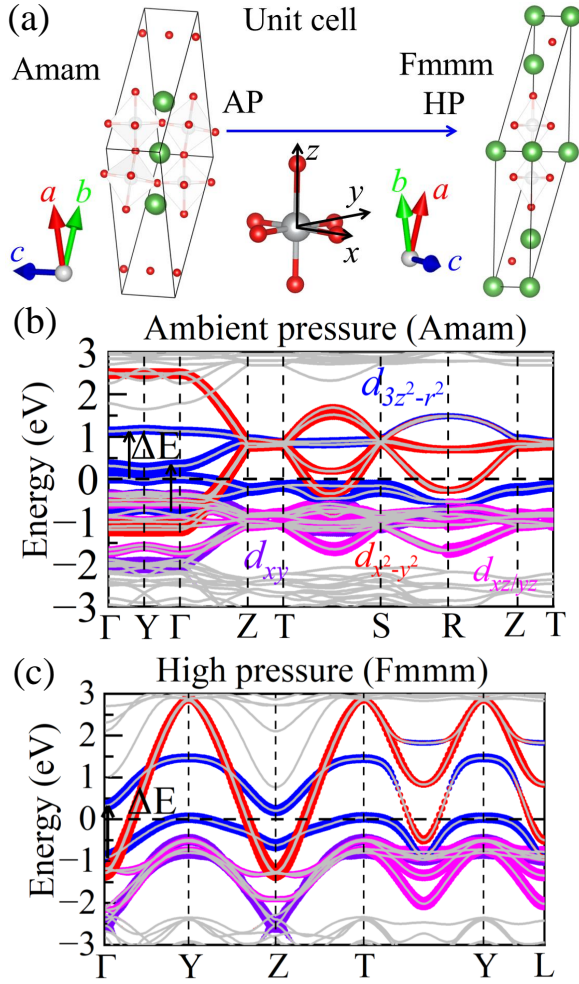 (a) Unit cell
Amam
Fmmm
AP
HP
z
y
x
a
b
c
b
a
c
(b) Ambient pressure (Amam)
Energy (eV)
3
2
1
0
−1
−2
−3
d3z²-r²
ΔE
dxy
dx²-y²
dxz/yz
Γ Y Γ Z T S R Z T
(c) High pressure (Fmmm)
Energy (eV)
3
2
1
0
−1
−2
−3
ΔE
Γ Y Z T Y L